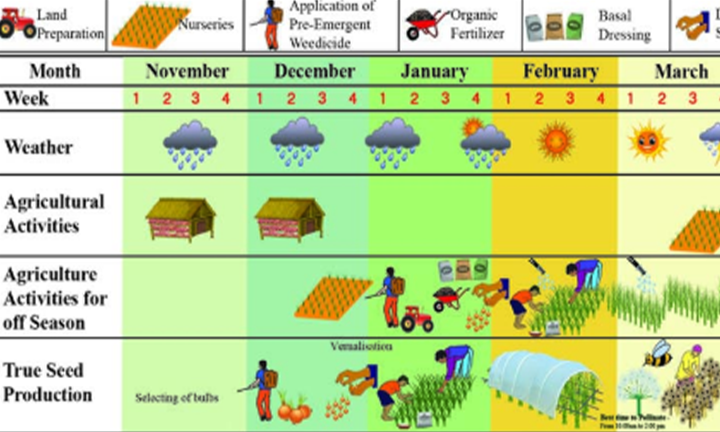 Land
Preparation
Nurseries
Application of
Pre-Emergent
Weedicide
Organic
Fertilizer
Basal
Dressing
S
Month November December January February March
Week 1 2 3 4 1 2 3 4 1 2 3 4 1 2 3 4 1 2 3
Weather
Agricultural
Activities
Agriculture
Activities for
off Season
True Seed
Production
Vernalisation
Selecting of bulbs
Best time to Pollinate -
From 10:00am to 2:00 pm